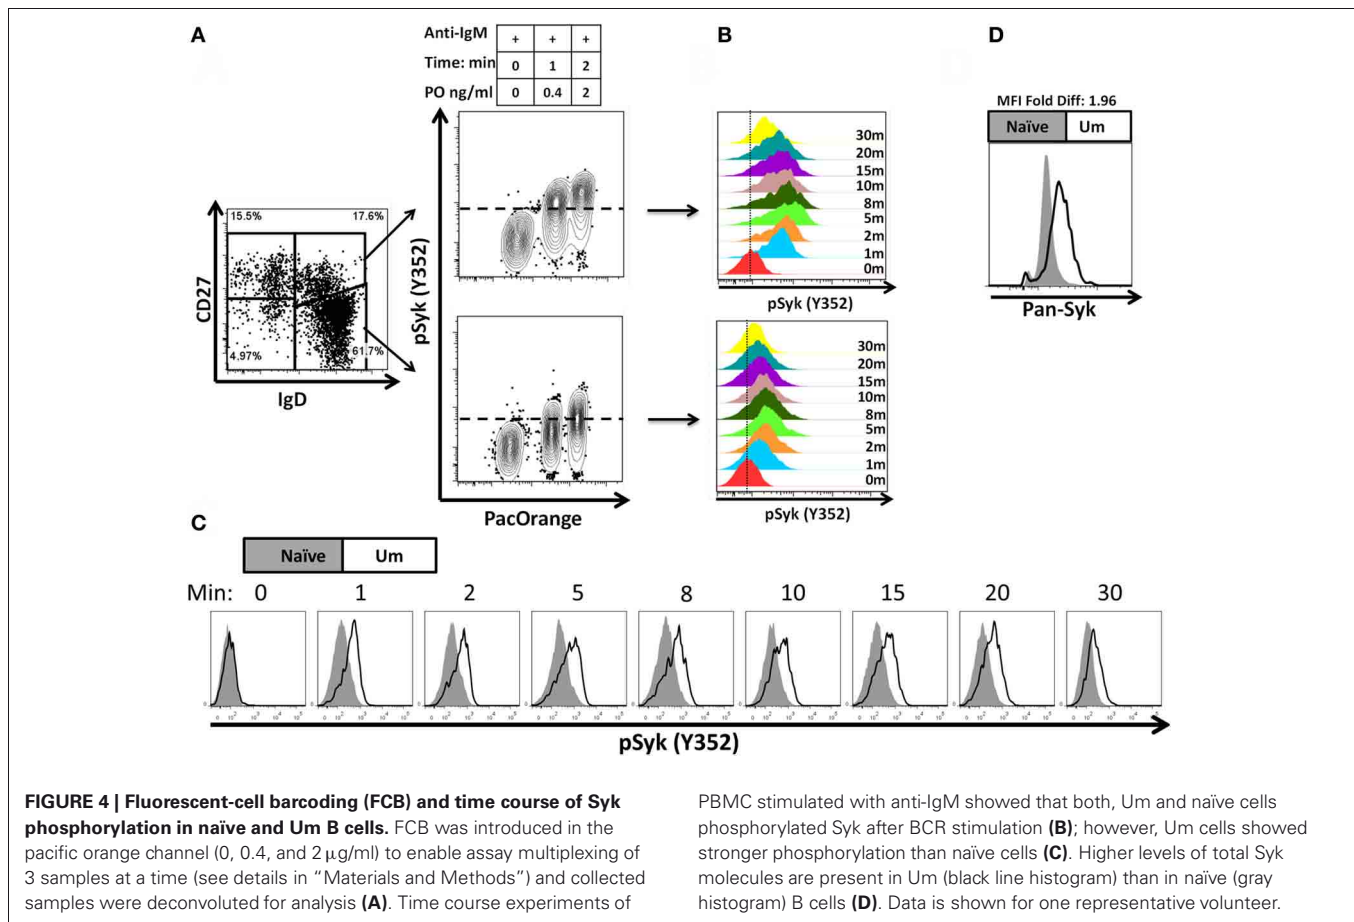 A
Anti-IgM + + +
Time: min 0 1 2
PO ng/ml 0 0.4 2
15.5% 17.6%
4.97% 61.7%
CD27
IgD
pSyk (Y352)
PacOrange
B
30m
20m
15m
10m
8m
5m
2m
1m
0m
pSyk (Y352)
30m
20m
15m
10m
8m
5m
2m
1m
0m
pSyk (Y352)
D
MFI Fold Diff: 1.96
Naïve Um
Pan-Syk
C
Naïve Um
Min: 0 1 2 5 8 10 15 20 30
pSyk (Y352)
FIGURE 4 | Fluorescent-cell barcoding (FCB) and time course of Syk
phosphorylation in naïve and Um B cells. FCB was introduced in the
pacific orange channel (0, 0.4, and 2 μg/ml) to enable assay multiplexing of
3 samples at a time (see details in “Materials and Methods”) and collected
samples were deconvoluted for analysis (A). Time course experiments of
PBMC stimulated with anti-IgM showed that both, Um and naïve cells
phosphorylated Syk after BCR stimulation (B); however, Um cells showed
stronger phosphorylation than naïve cells (C). Higher levels of total Syk
molecules are present in Um (black line histogram) than in naïve (gray
histogram) B cells (D). Data is shown for one representative volunteer.